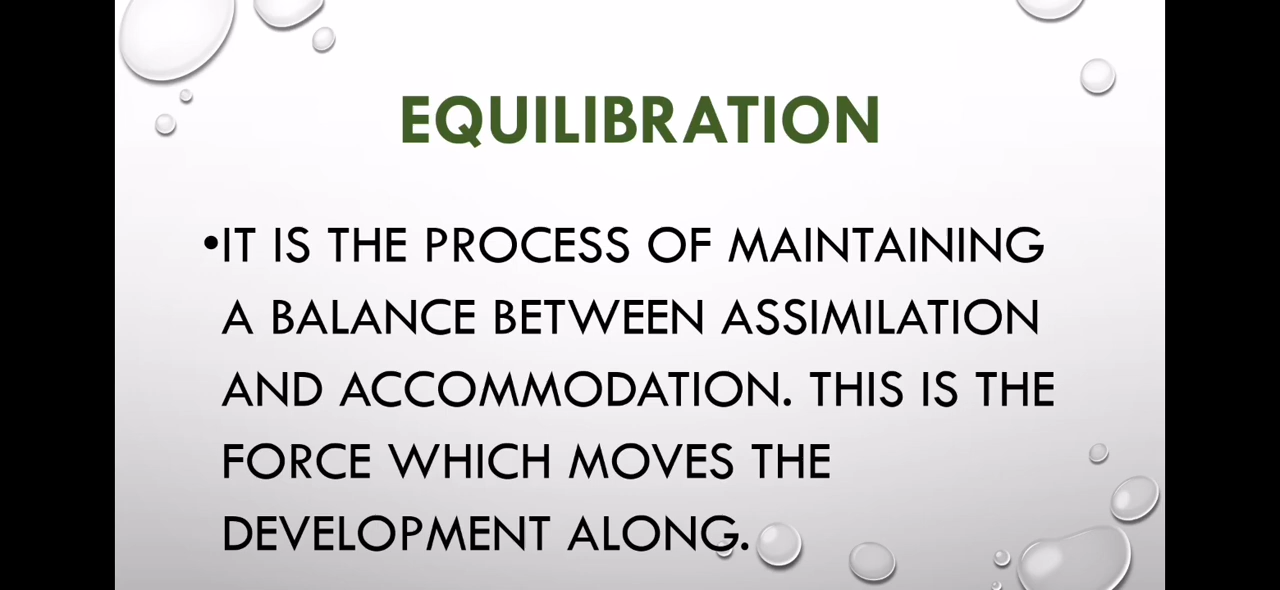 EQUILIBRATION
•IT IS THE PROCESS OF MAINTAINING
A BALANCE BETWEEN ASSIMILATION
AND ACCOMMODATION. THIS IS THE
FORCE WHICH MOVES THE
DEVELOPMENT ALONG.